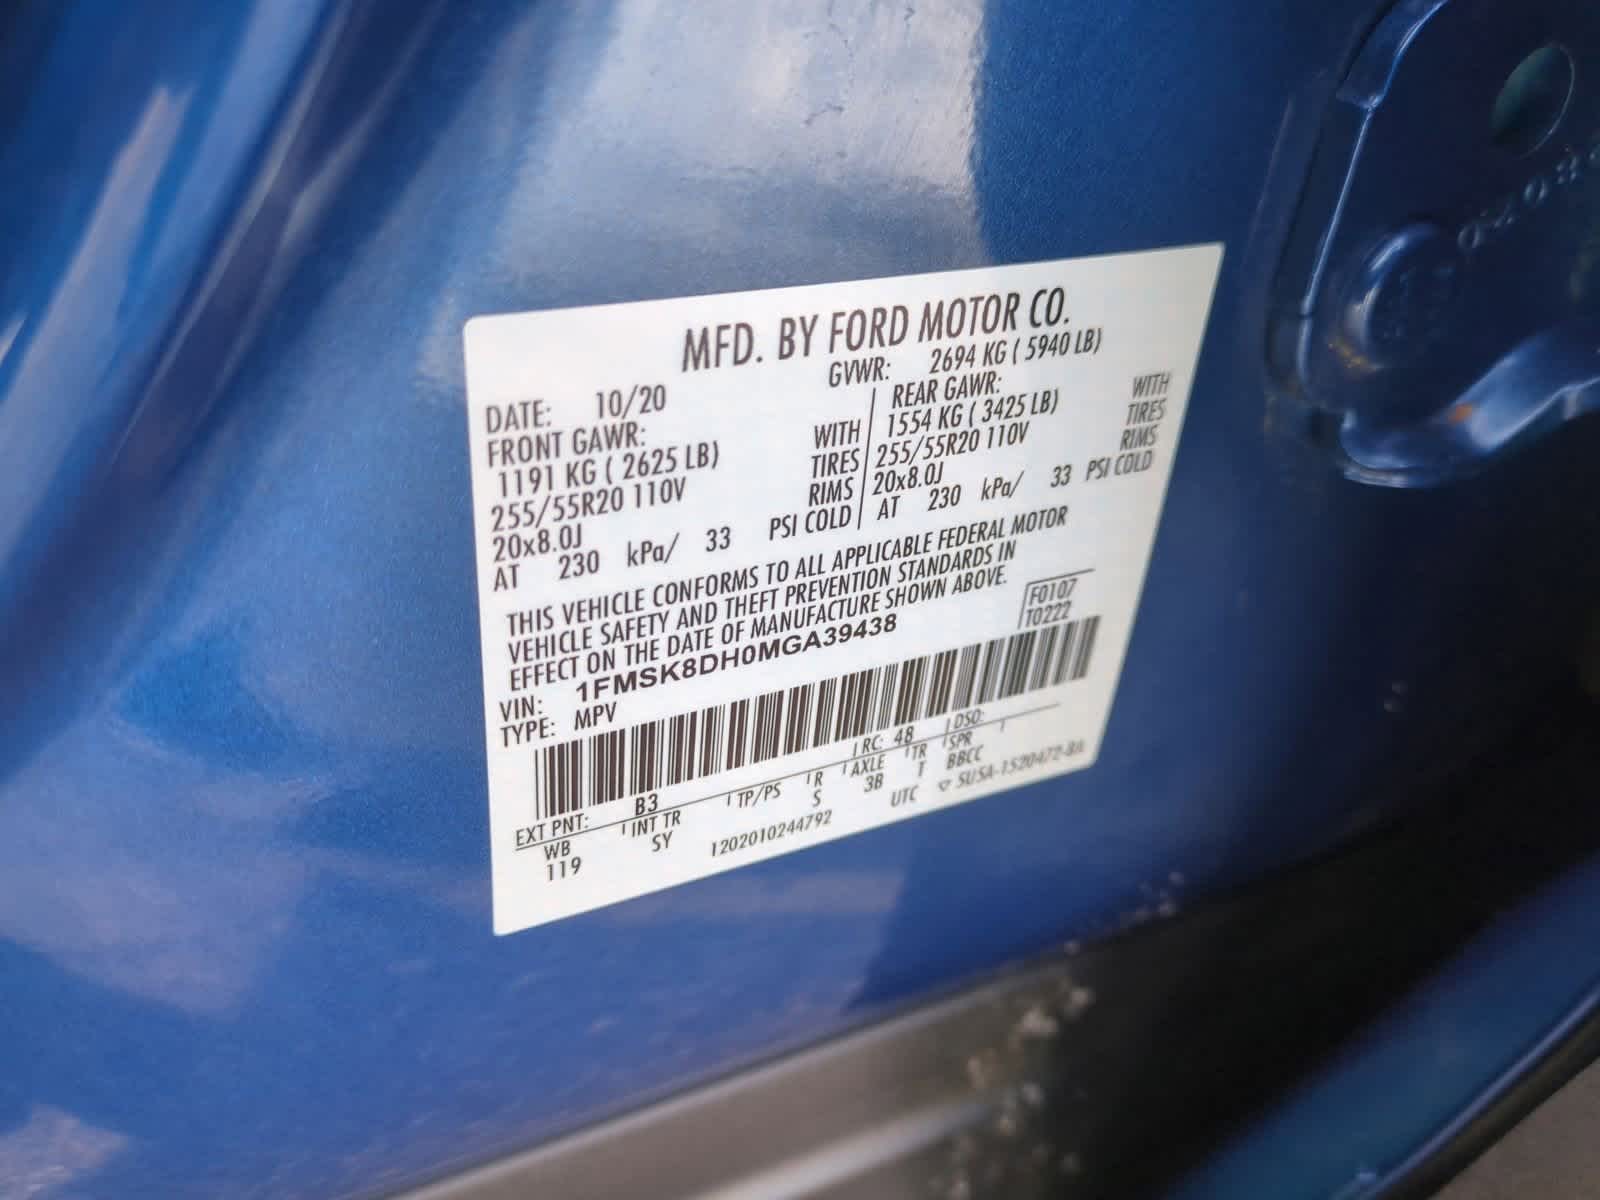 MFD. BY FORD MOTOR CO.
DATE: 10/20 GVWR: 2694 KG ( 5940 LB)
FRONT GAWR: REAR GAWR:
1191 KG ( 2625 LB) WITH 1554 KG ( 3425 LB) WITH
255/55R20 110V TIRES 255/55R20 110V TIRES
20x8.0J RIMS 20x8.0J RIMS
AT 230 kPa/ 33 PSI COLD AT 230 kPa/ 33 PSI COLD
THIS VEHICLE CONFORMS TO ALL APPLICABLE FEDERAL MOTOR
VEHICLE SAFETY AND THEFT PREVENTION STANDARDS IN
EFFECT ON THE DATE OF MANUFACTURE SHOWN ABOVE.
F0107
T0222
VIN: 1FMSK8DH0MGA39438
TYPE: MPV
EXT PNT: B3 RC: 48 DSO:
WB INT TR TP/PS R AXLE TR SPR
119 SY S 3B T BBCC
1202010244792 UTC